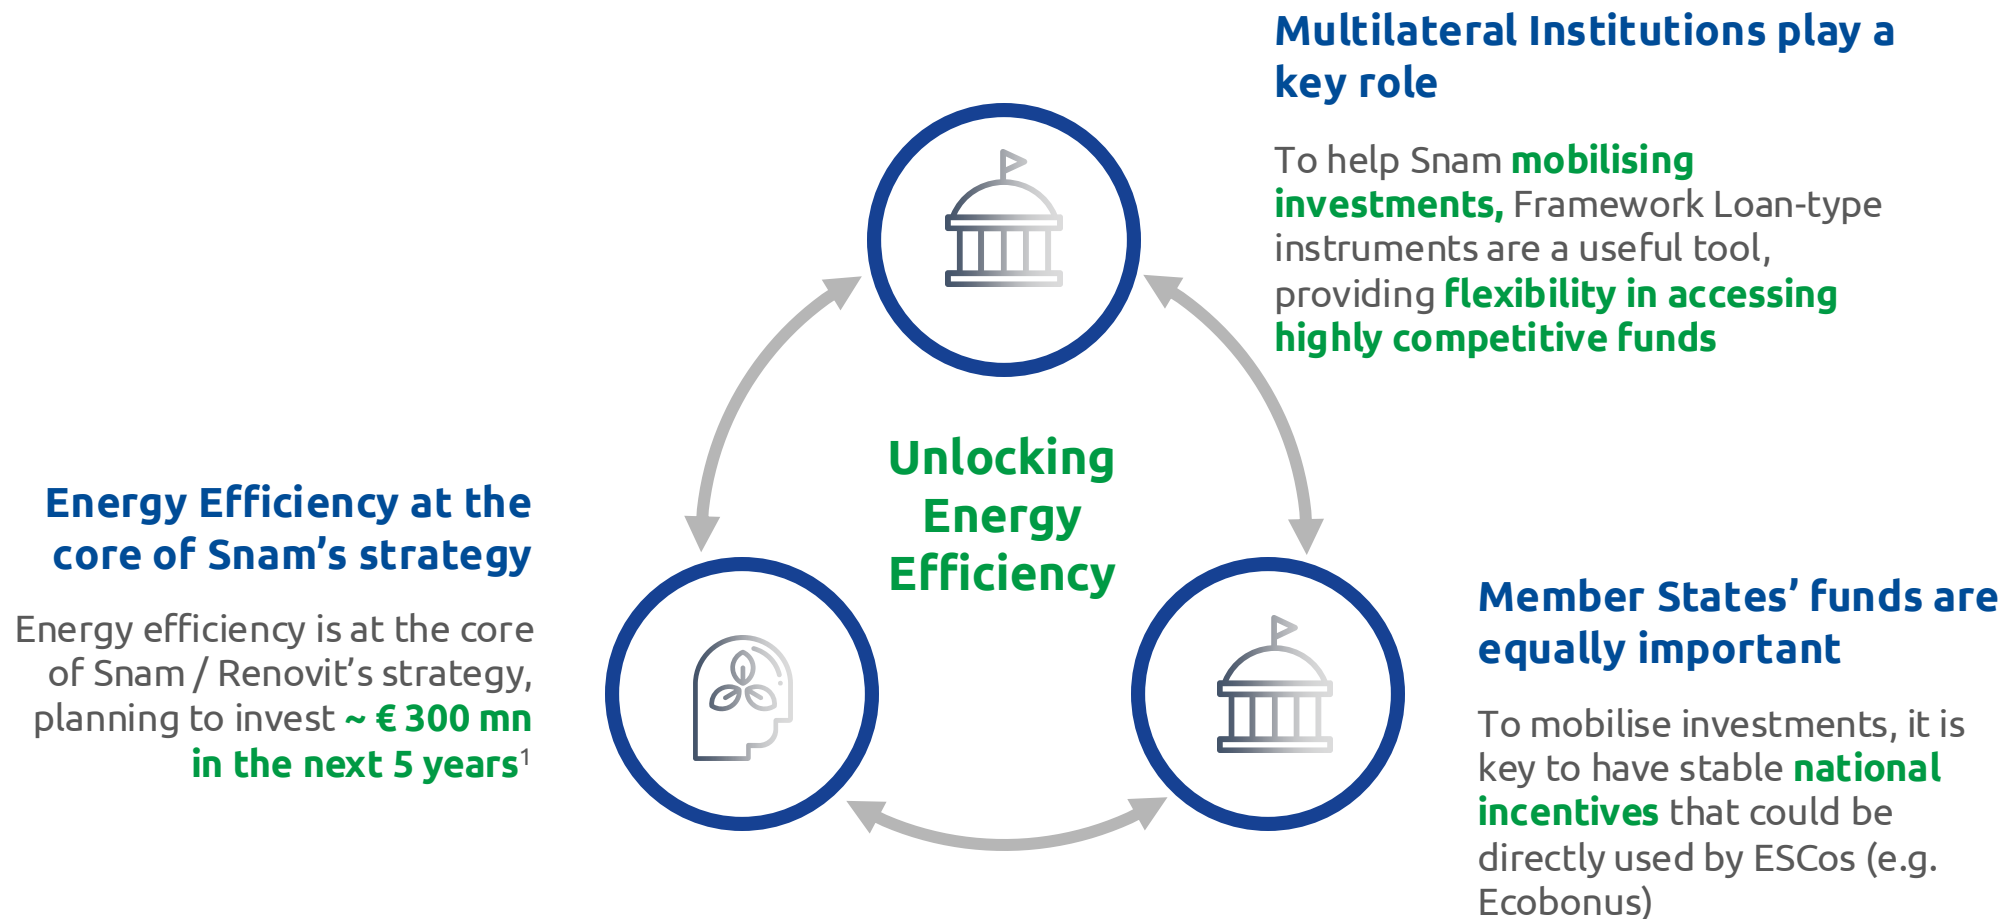 Multilateral Institutions play a
key role
To help Snam mobilising
investments, Framework Loan-type
instruments are a useful tool,
providing flexibility in accessing
highly competitive funds
Unlocking
Energy
Efficiency
Energy Efficiency at the
core of Snam’s strategy
Energy efficiency is at the core
of Snam / Renovit’s strategy,
planning to invest ~ € 300 mn
in the next 5 years¹
Member States’ funds are
equally important
To mobilise investments, it is
key to have stable national
incentives that could be
directly used by ESCos (e.g.
Ecobonus)